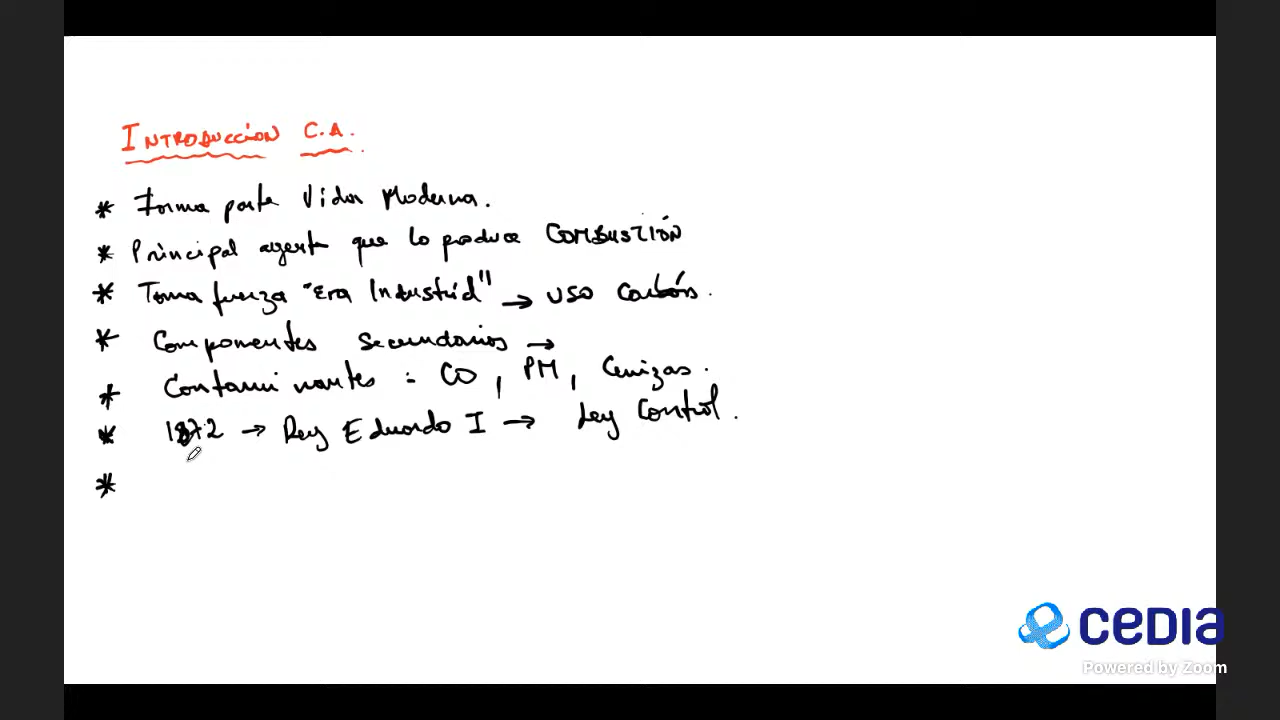 INTRODUCCIÓN C.A.
* Forma parte Vida Moderna.
* Principal agente que lo produce COMBUSTIÓN
* Toma fuerza "Era Industrial" → USO Carbón.
* Componentes Secundarios →
* Contaminantes : CO, PM, Cenizas.
* → Rey Eduardo I → Ley Control.
*
CEDIA
Powered by Zoom